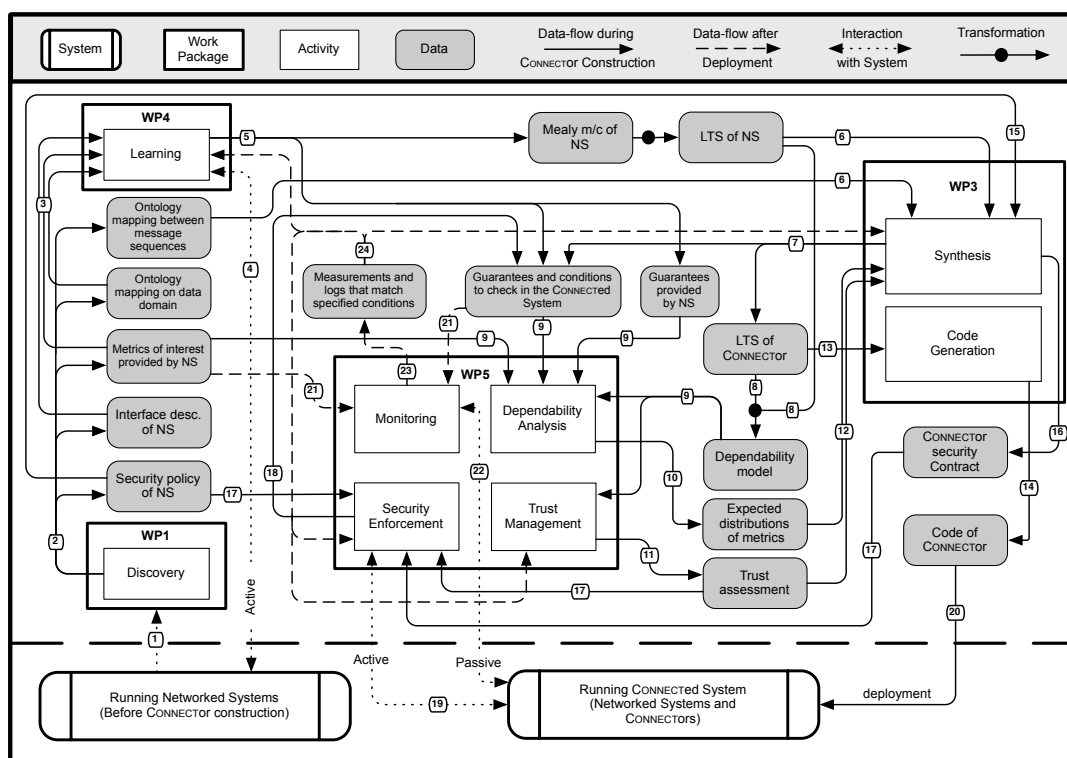 System
Work
Package
Activity
Data
Data-flow during
CONNECTOR Construction
Data-flow after
Deployment
Interaction
with System
Transformation
WP4
Learning
5
Mealy m/c of
NS
LTS of NS
6
15
WP3
3
Ontology
mapping between
message
sequences
6
4
24
7
Synthesis
Ontology
mapping on data
domain
Measurements and
logs that match
specified conditions
Guarantees and conditions
to check in the CONNECTed
System
Guarantees
provided by
NS
21
9
9
9
Metrics of interest
provided by NS
LTS of
CONNECTOR
13
Code
Generation
21
23
WP5
8
8
Monitoring
Dependability
Analysis
9
12
16
Interface desc.
of NS
18
22
10
Dependability
model
CONNECTOR
security
Contract
Security policy
of NS
17
Security
Enforcement
Trust
Management
Expected
distributions
of metrics
14
2
WP1
Discovery
11
17
Trust
assessment
17
Code of
CONNECTOR
Active
1
20
Active
Passive
Running Networked Systems
(Before CONNECTOR construction)
19
Running CONNECTed System
(Networked Systems and
CONNECTORs)
deployment